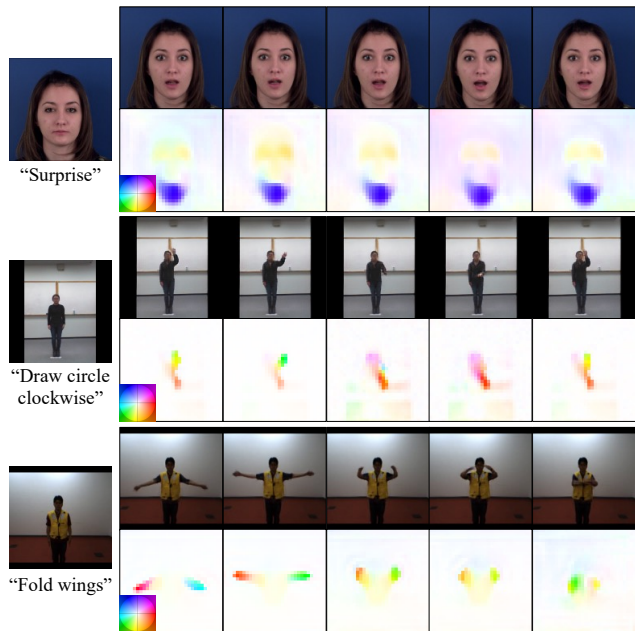 “Surprise”
“Draw circle
clockwise”
“Fold wings”